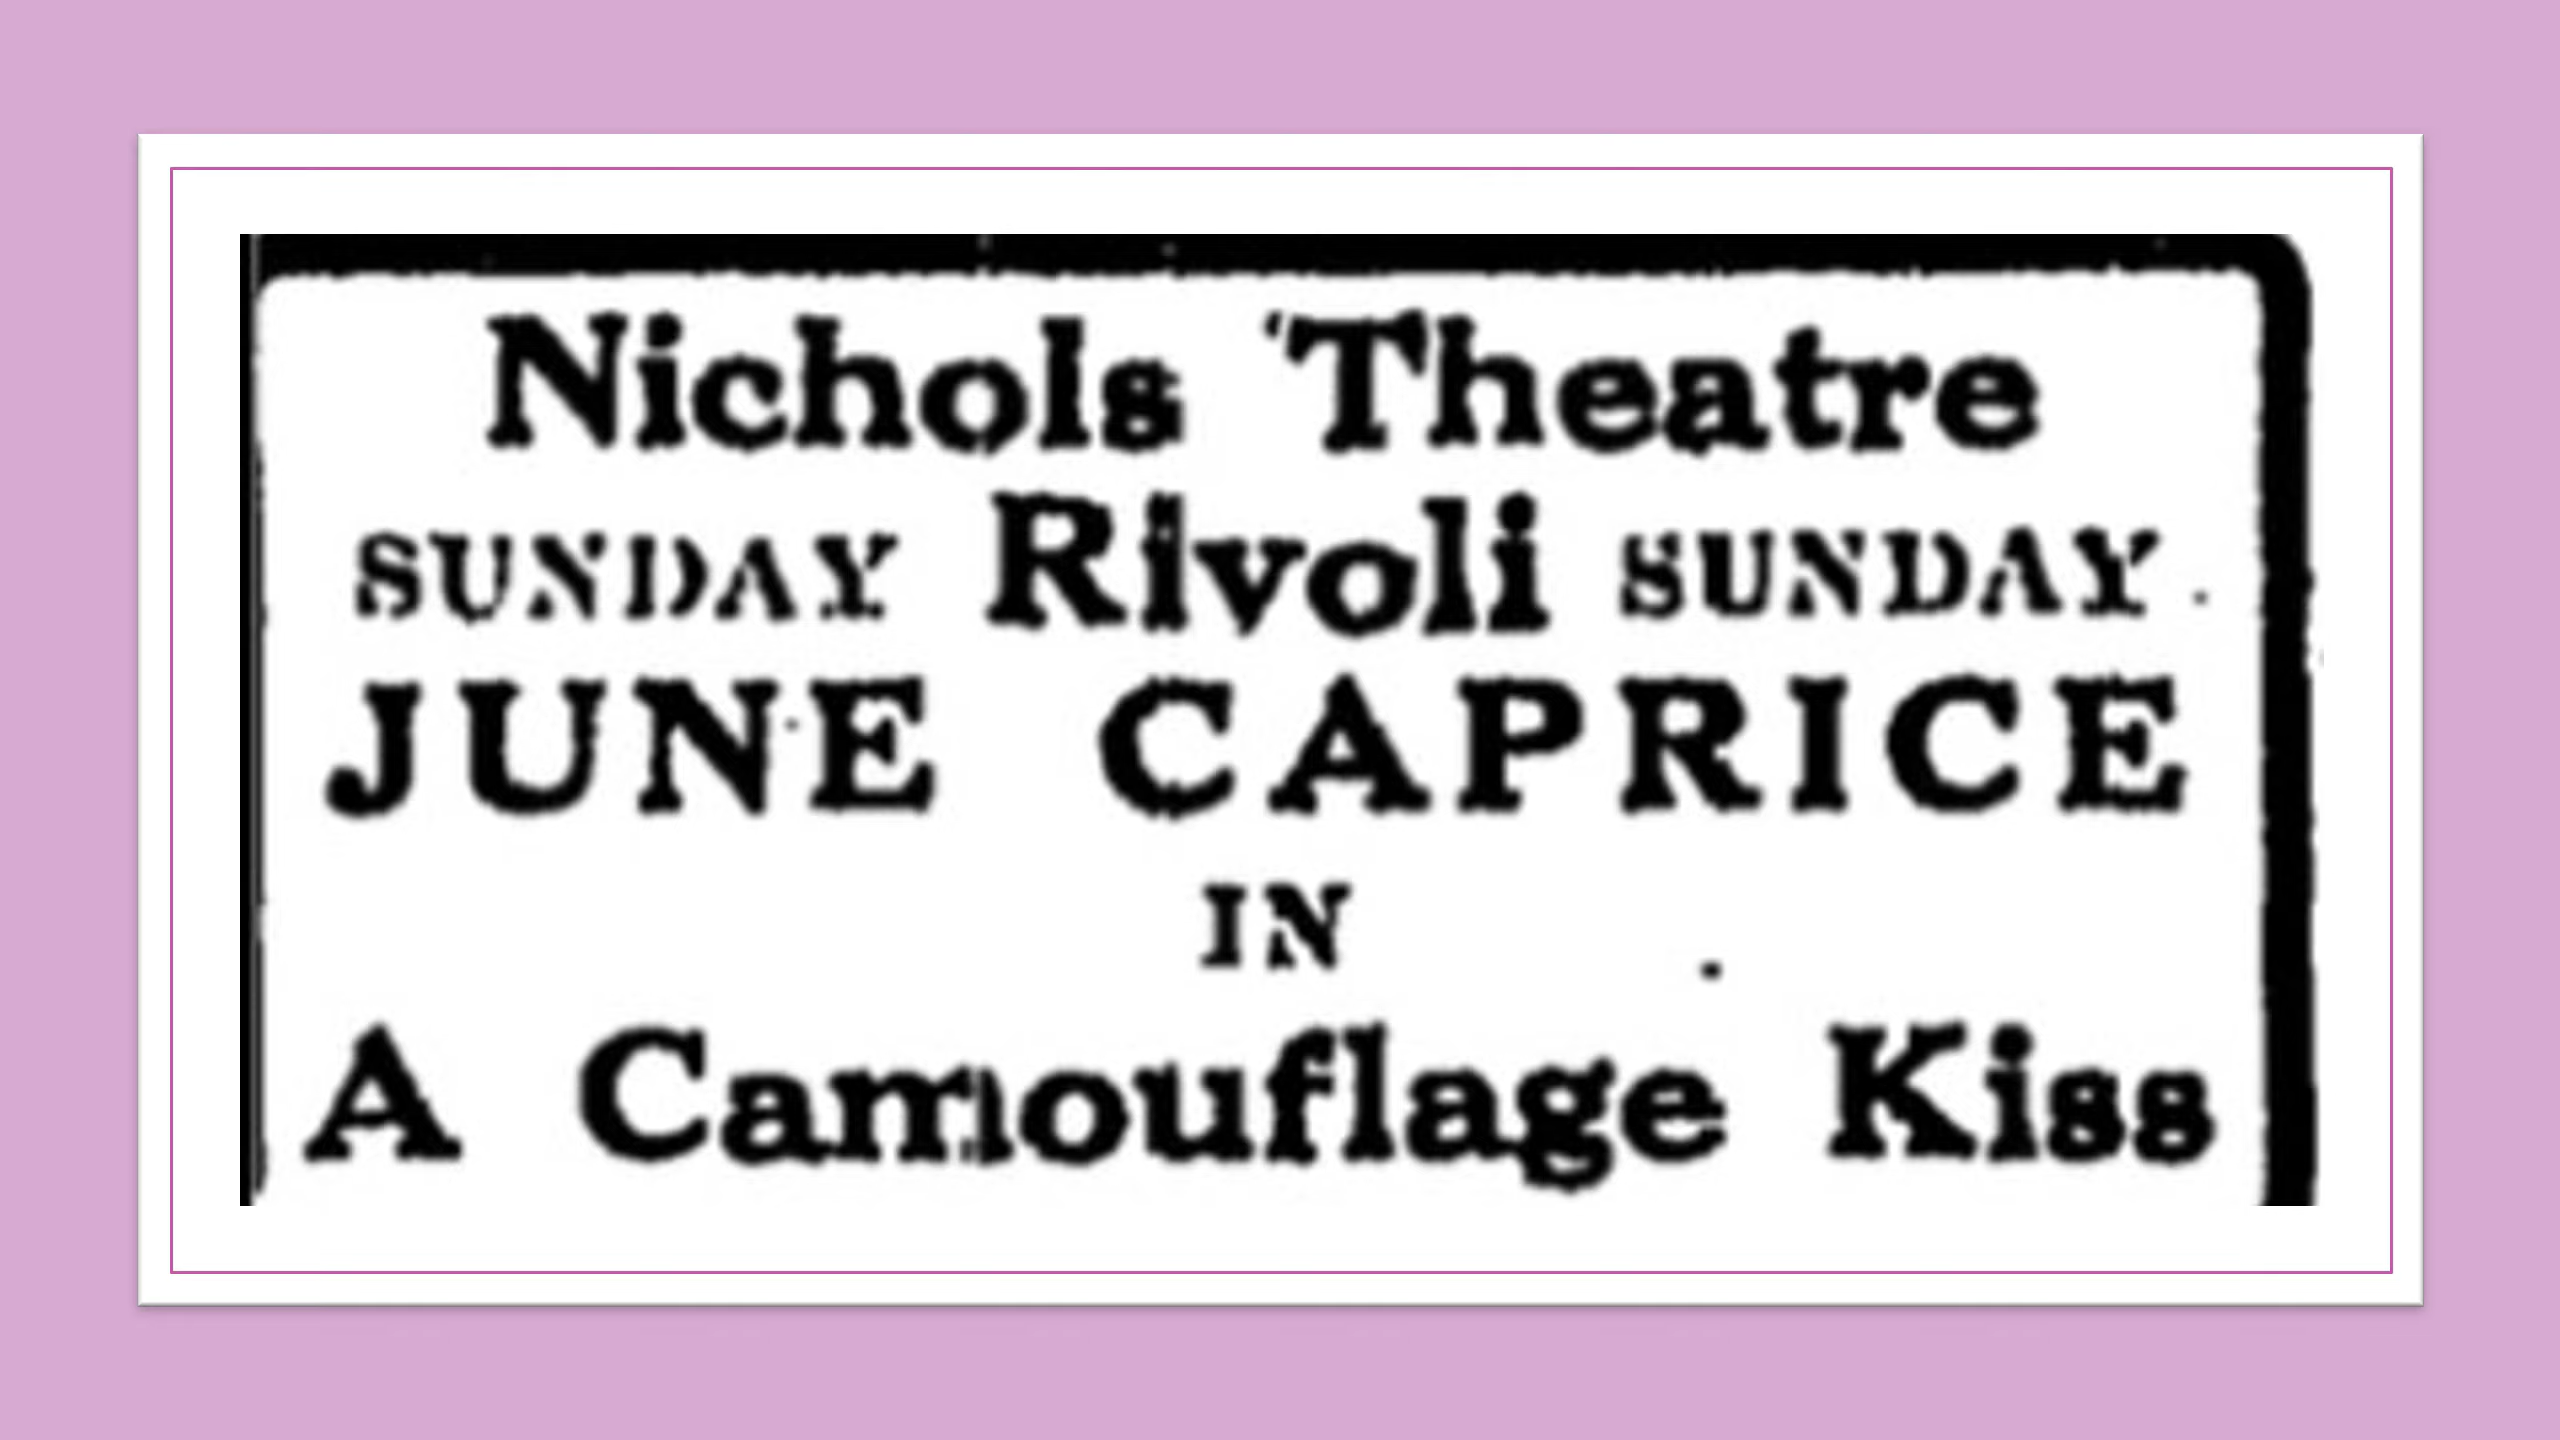 Nichols Theatre
SUNDAY Rivoli SUNDAY
JUNE CAPRICE
IN
A Camouflage Kiss